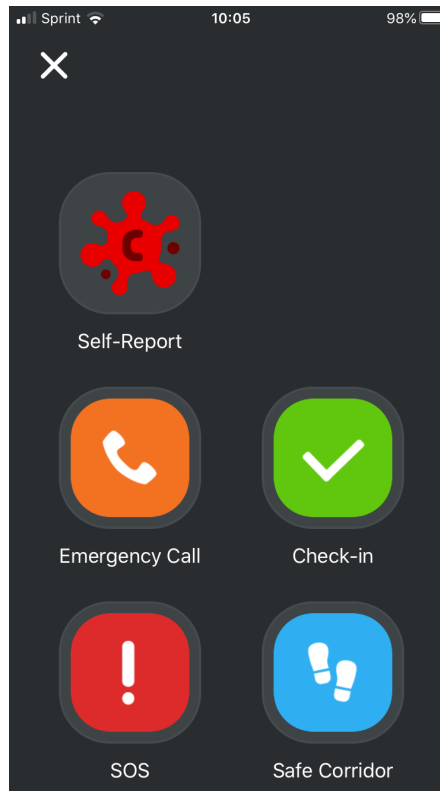 Sprint 10:05 98%
C
Self-Report
Emergency Call Check-in
SOS Safe Corridor